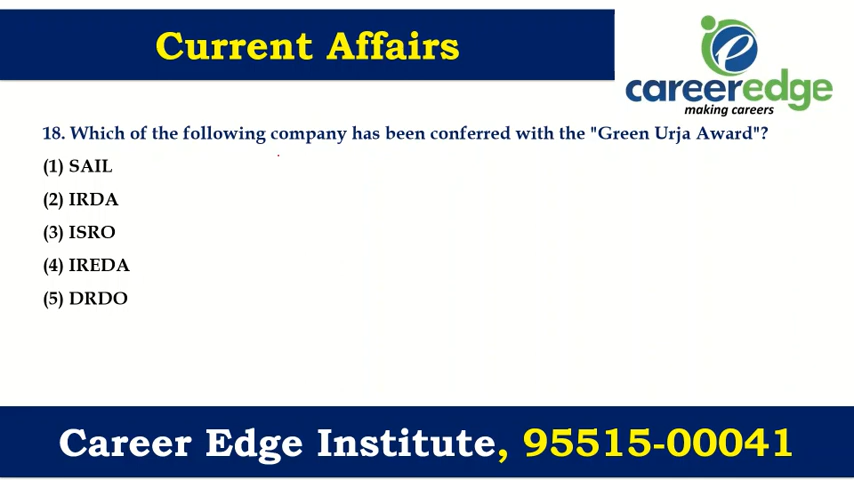 Current Affairs
careeredge
making careers
18. Which of the following company has been conferred with the "Green Urja Award"?
(1) SAIL
(2) IRDA
(3) ISRO
(4) IREDA
(5) DRDO
Career Edge Institute, 95515-00041